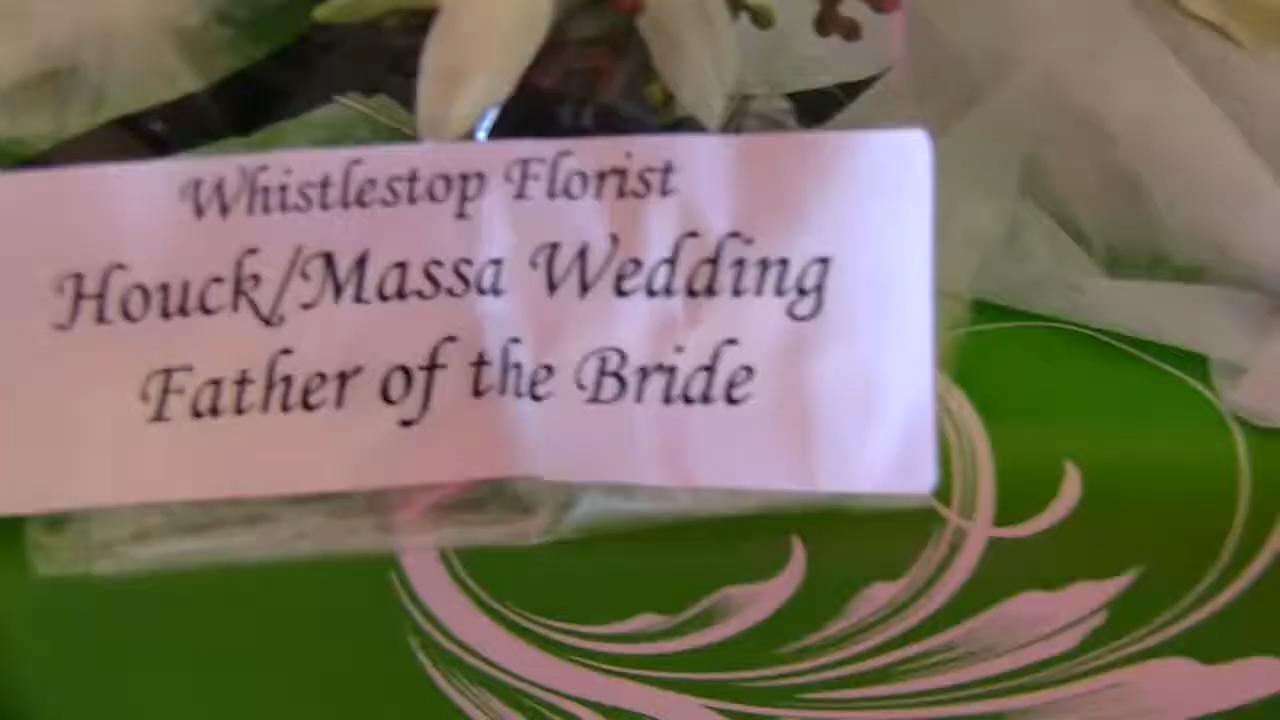 Whistlestop Florist
Houck/Massa Wedding
Father of the Bride